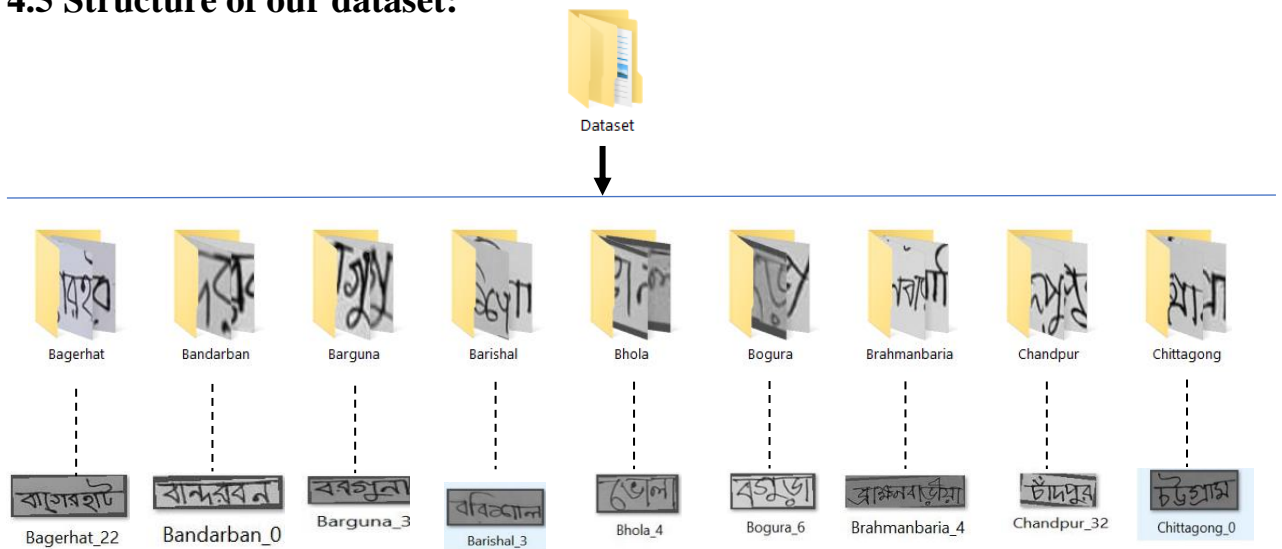 4.5 Structure of our dataset:
Dataset
Bagerhat Bandarban Barguna Barishal Bhola Bogura Brahmanbaria Chandpur Chittagong
বাগেরহাট বান্দরবন বরগুনা বরিশাল ভোলা বগুড়া ব্রাহ্মনবাড়ীয়া চাঁদপুর চট্টগ্রাম
Bagerhat_22 Bandarban_0 Barguna_3 Barishal_3 Bhola_4 Bogura_6 Brahmanbaria_4 Chandpur_32 Chittagong_0